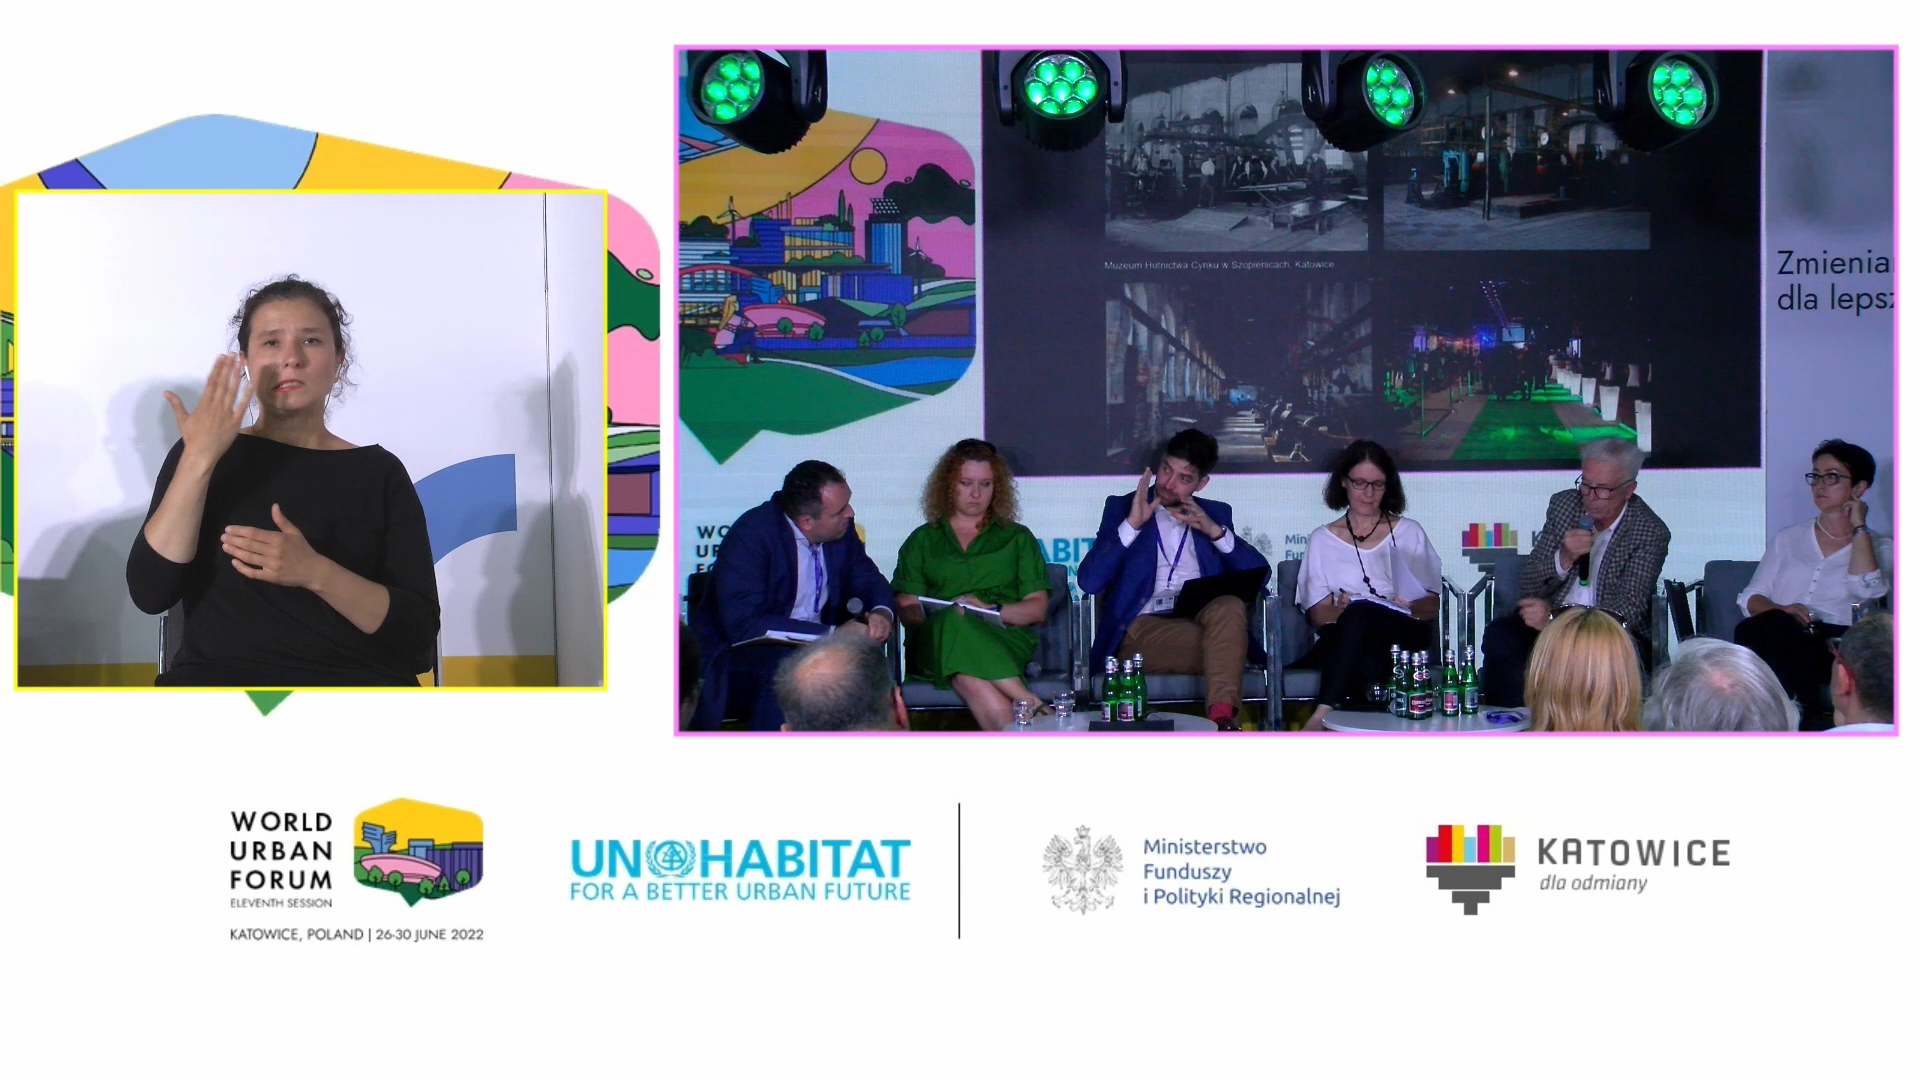 Muzeum Hutnictwa Cynku w Szopienicach, Katowice
Zmienia
dla leps
WORLD
URBAN
FORUM
ELEVENTH SESSION
KATOWICE, POLAND | 26-30 JUNE 2022
UN HABITAT
FOR A BETTER URBAN FUTURE
Ministerstwo
Funduszy
i Polityki Regionalnej
KATOWICE
dla odmiany